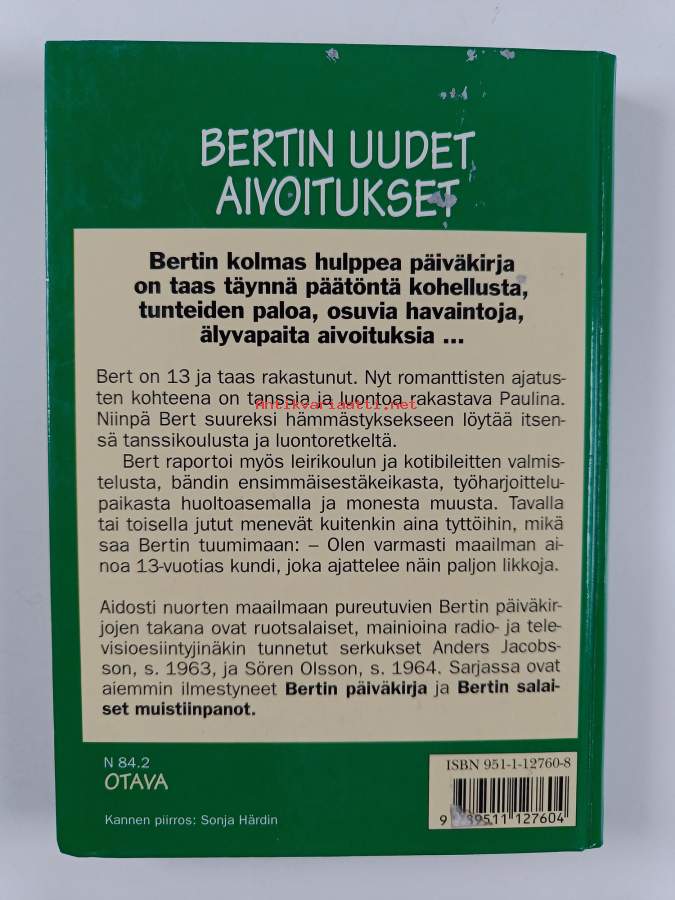 BERTIN UUDET
AIVOITUKSET
Bertin kolmas hulppea päiväkirja
on taas täynnä päätöntä kohellusta,
tunteiden paloa, osuvia havaintoja,
älyvapaita aivoituksia ...
Bert on 13 ja taas rakastunut. Nyt romanttisten ajatus-
ten kohteena on tanssia ja luontoa rakastava Paulina.
Antikvariaatti.net
Niinpä Bert suureksi hämmästyksekseen löytää itsen-
sä tanssikoulusta ja luontoretkeltä.
Bert raportoi myös leirikoulun ja kotibileitten valmis-
telusta, bändin ensimmäisestäkeikasta, työharjoittelu-
paikasta huoltoasemalla ja monesta muusta. Tavalla
tai toisella jutut menevät kuitenkin aina tyttöihin, mikä
saa Bertin tuumimaan: – Olen varmasti maailman ai-
noa 13-vuotias kundi, joka ajattelee näin paljon likkoja.
Aidosti nuorten maailmaan pureutuvien Bertin päiväkir-
jojen takana ovat ruotsalaiset, mainioina radio- ja tele-
visioesiintyjinäkin tunnetut serkukset Anders Jacobs-
son, s. 1963, ja Sören Olsson, s. 1964. Sarjassa ovat
aiemmin ilmestyneet Bertin päiväkirja ja Bertin salai-
set muistiinpanot.
N 84.2
OTAVA
Kannen piirros: Sonja Härdin
ISBN 951-1-12760-8
9 789511 127604